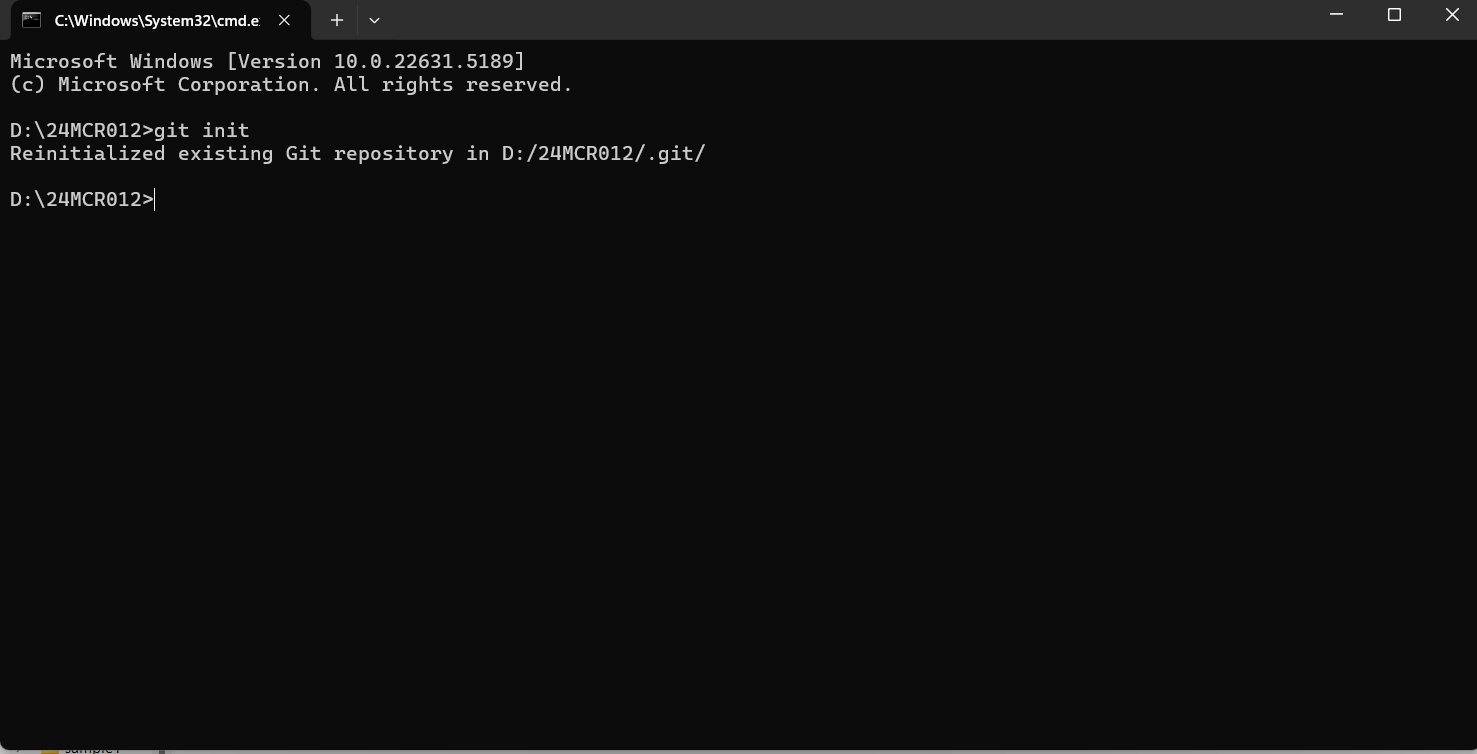 C:\Windows\System32\cmd.e
Microsoft Windows [Version 10.0.22631.5189]
(c) Microsoft Corporation. All rights reserved.
D:\24MCR012>git init
Reinitialized existing Git repository in D:/24MCR012/.git/
D:\24MCR012>